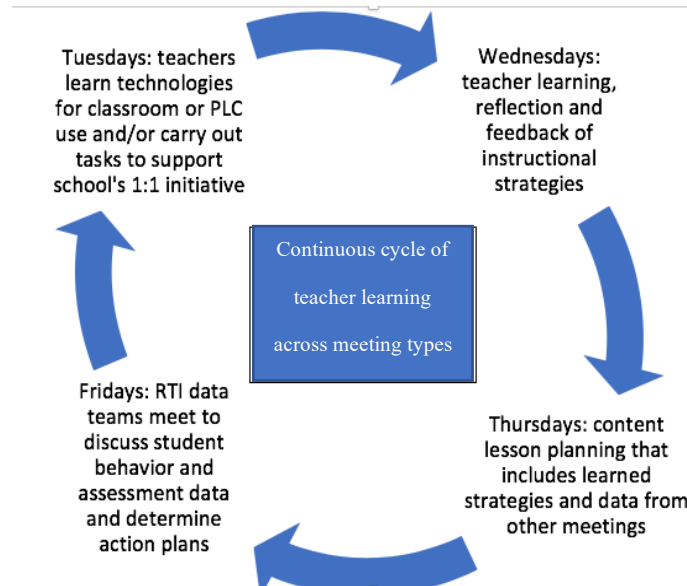 Tuesdays: teachers
learn technologies
for classroom or PLC
use and/or carry out
tasks to support
school's 1:1 initiative
Wednesdays:
teacher learning,
reflection and
feedback of
instructional
strategies
Continuous cycle of
teacher learning
across meeting types
Thursdays: content
lesson planning that
includes learned
strategies and data from
other meetings
Fridays: RTI data
teams meet to
discuss student
behavior and
assessment data
and determine
action plans